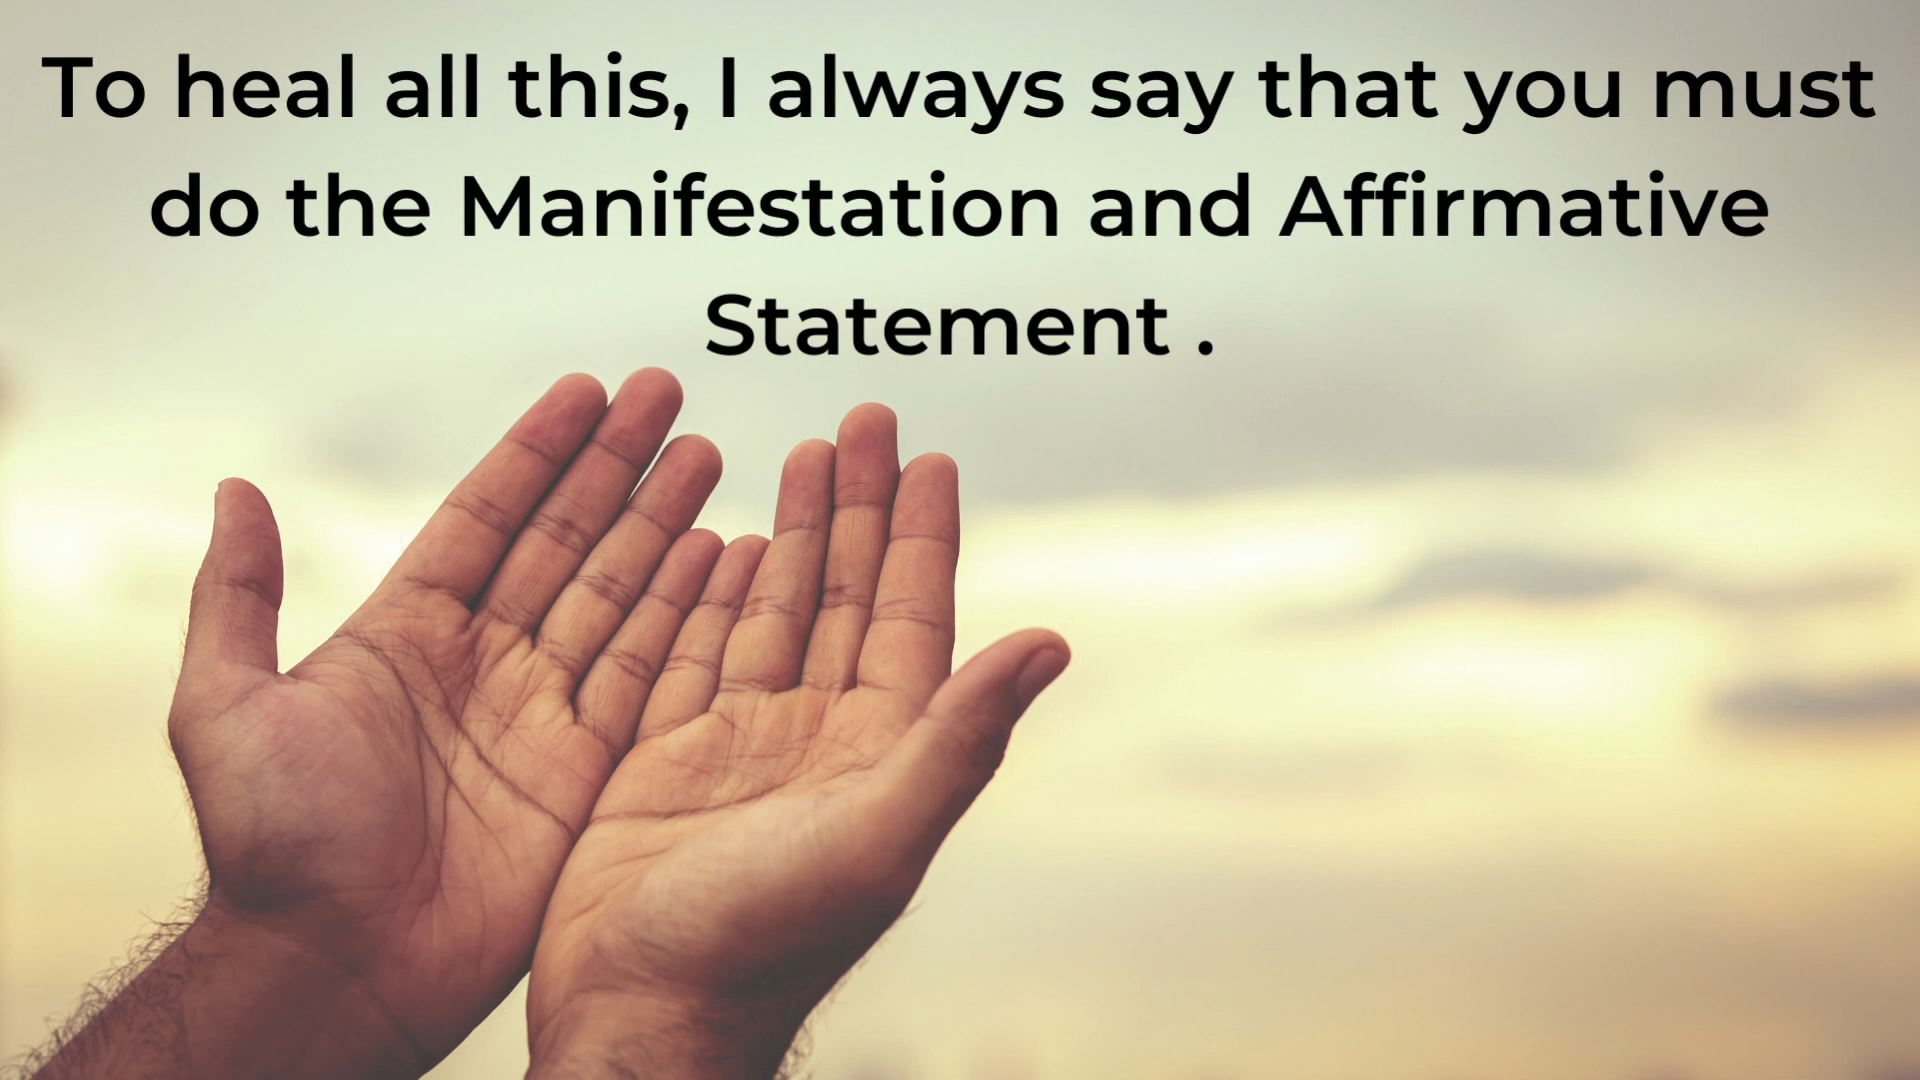 To heal all this, I always say that you must
do the Manifestation and Affirmative
Statement .